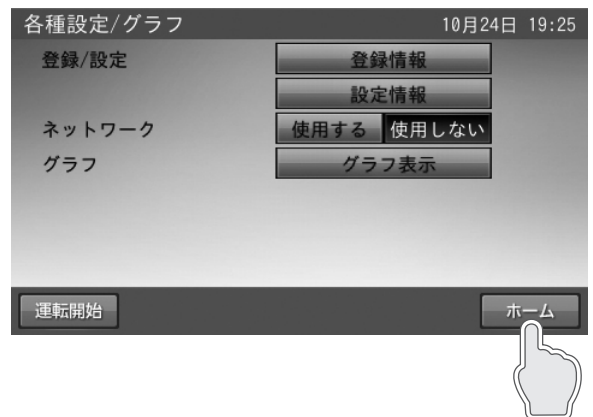 各種設定/グラフ 10月24日 19:25
登録/設定 登録情報
設定情報
ネットワーク 使用する 使用しない
グラフ グラフ表示
運転開始 ホーム